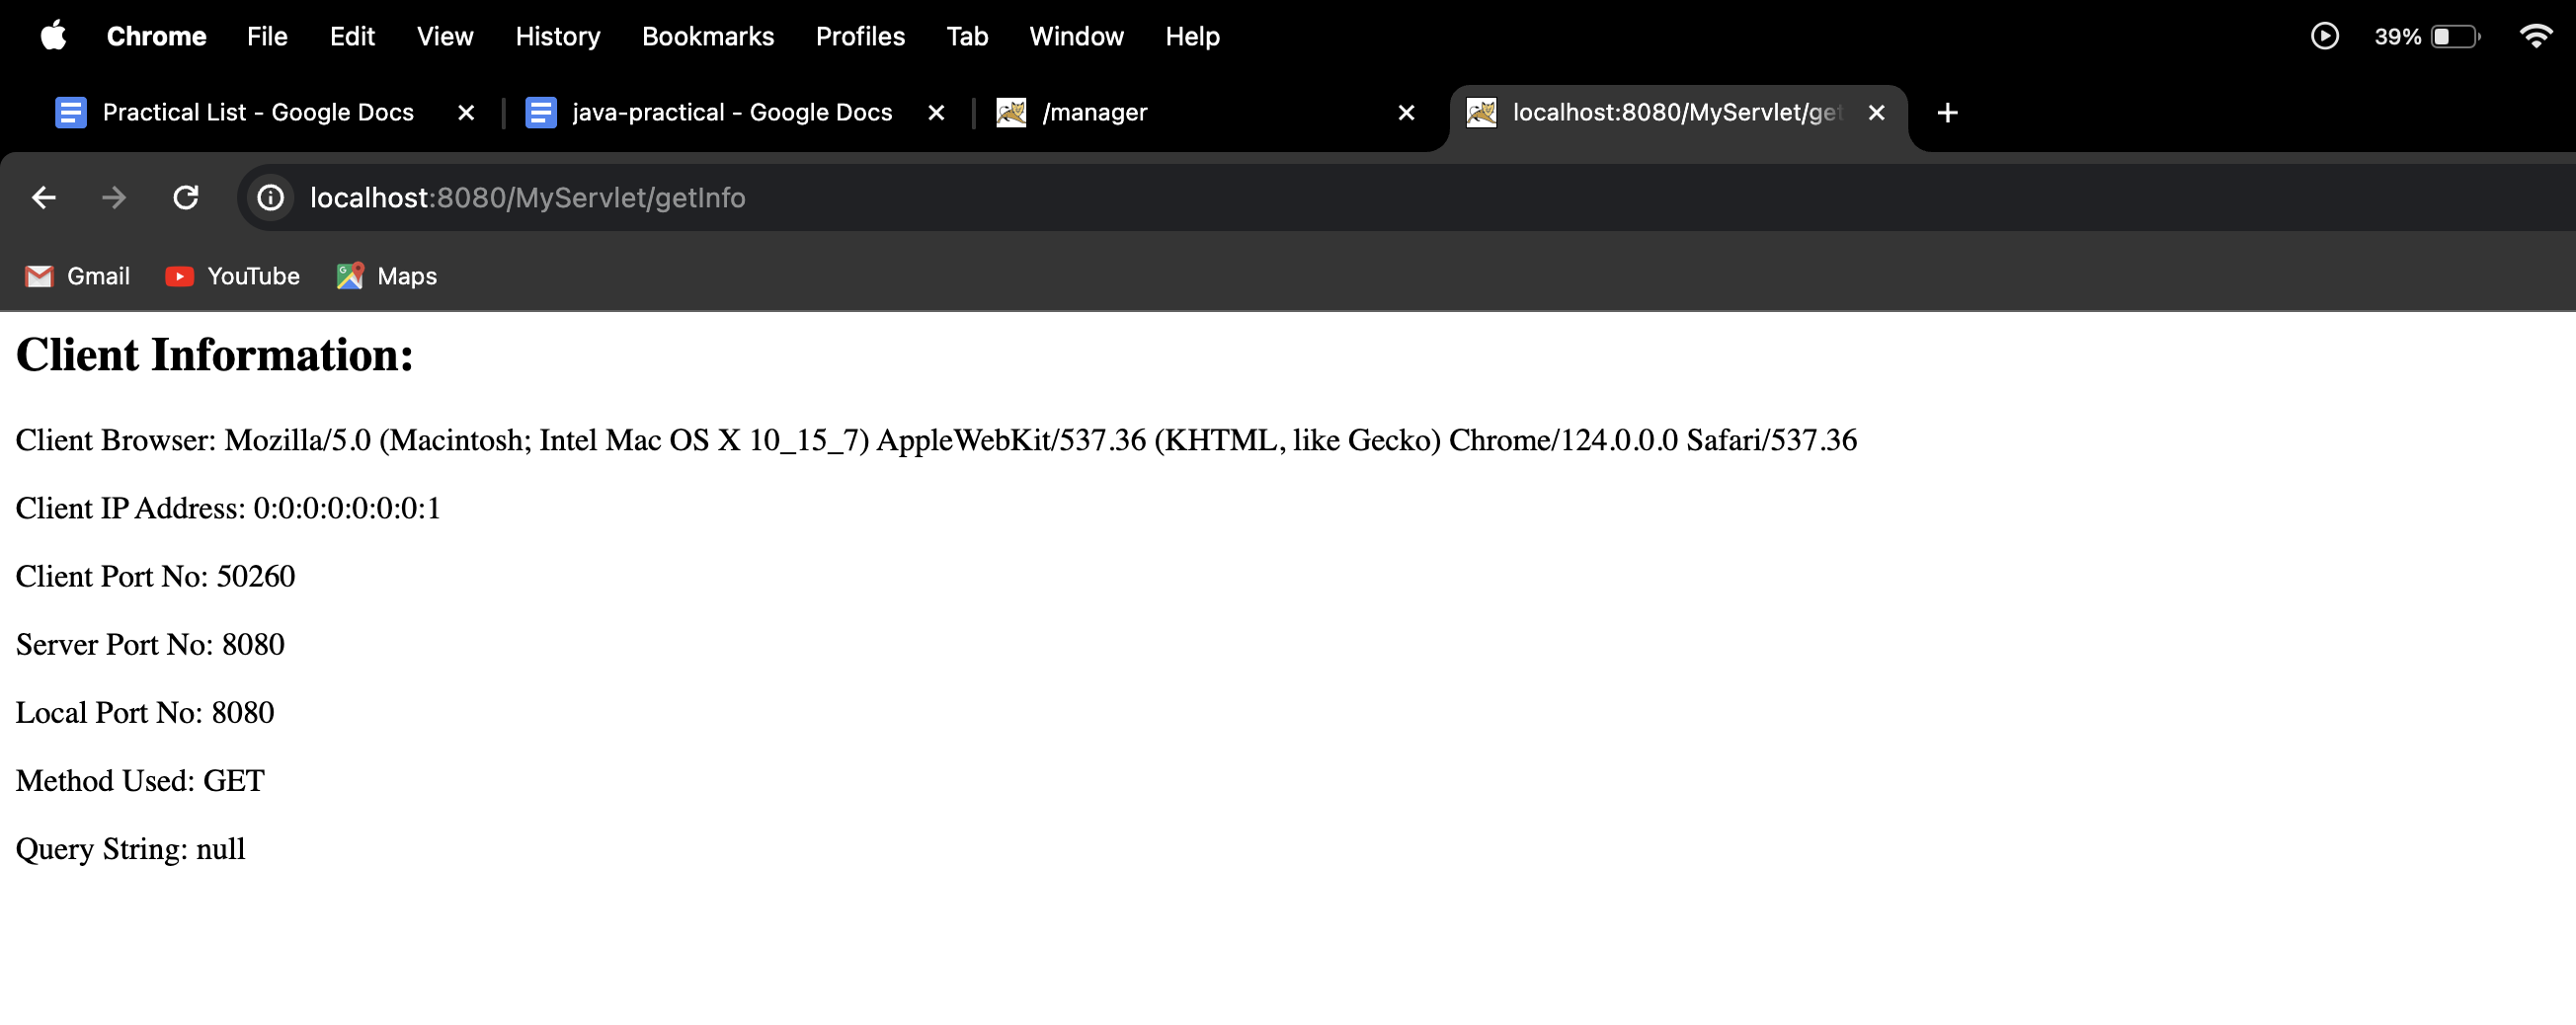 Chrome File Edit View History Bookmarks Profiles Tab Window Help 39%
Practical List - Google Docs java-practical - Google Docs /manager localhost:8080/MyServlet/get
localhost:8080/MyServlet/getInfo
Gmail YouTube Maps
Client Information:
Client Browser: Mozilla/5.0 (Macintosh; Intel Mac OS X 10_15_7) AppleWebKit/537.36 (KHTML, like Gecko) Chrome/124.0.0.0 Safari/537.36
Client IP Address: 0:0:0:0:0:0:0:1
Client Port No: 50260
Server Port No: 8080
Local Port No: 8080
Method Used: GET
Query String: null